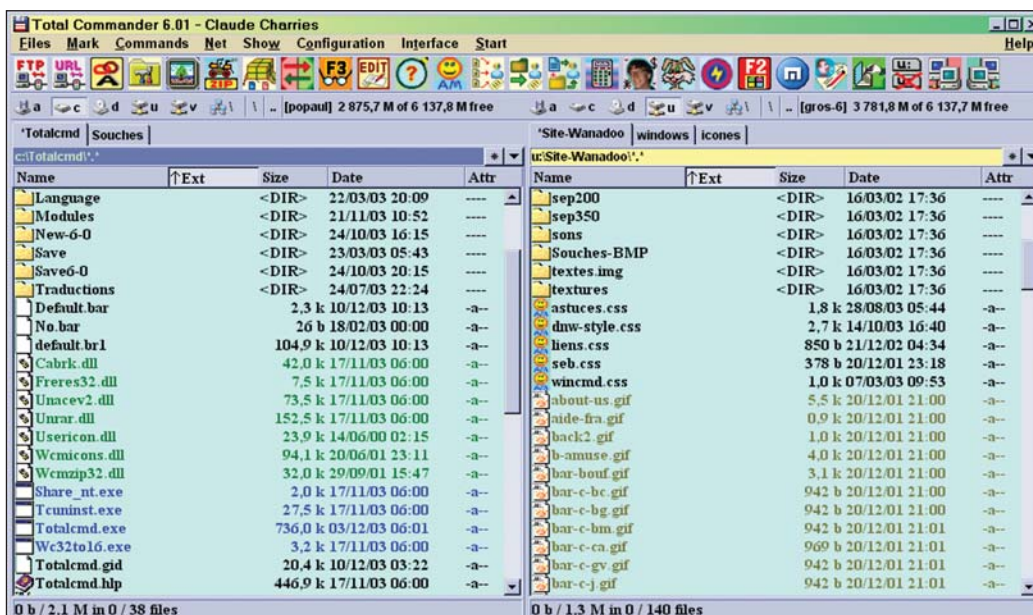 Total Commander 6.01 - Claude Charries
Files Mark Commands Net Show Configuration Interface Start Help
FTP URL ZIP F3 EDIT AM F2 u:
a c d u v \ \ .. [popaul] 2 875,7 M of 6 137,8 M free
a c d u v \ \ .. [gros-6] 3 781,8 M of 6 137,7 M free
*Totalcmd Souches
*Site-Wanadoo windows icones
c:\Totalcmd\*.* * 
u:\Site-Wanadoo\*.* *
Name ↑Ext Size Date Attr
Language <DIR> 22/03/03 20:09 ----
Modules <DIR> 21/11/03 10:52 ----
New-6-0 <DIR> 24/10/03 16:15 ----
Save <DIR> 23/03/03 05:43 ----
Save6-0 <DIR> 24/10/03 20:15 ----
Traductions <DIR> 24/07/03 22:24 ----
Default.bar 2,3 k 10/12/03 10:13 -a--
No.bar 26 b 18/02/03 00:00 -a--
default.br1 104,9 k 10/12/03 10:13 -a--
Cabrk.dll 42,0 k 17/11/03 06:00 -a--
Freres32.dll 7,5 k 17/11/03 06:00 -a--
Unacev2.dll 73,5 k 17/11/03 06:00 -a--
Unrar.dll 152,5 k 17/11/03 06:00 -a--
Usericon.dll 23,9 k 14/06/00 02:15 -a--
Wcmicons.dll 94,1 k 20/06/01 23:11 -a--
Wcmzip32.dll 32,0 k 29/09/01 15:47 -a--
Share_nt.exe 2,0 k 17/11/03 06:00 -a--
Tcuninst.exe 27,5 k 17/11/03 06:00 -a--
Totalcmd.exe 736,0 k 03/12/03 06:01 -a--
Wc32to16.exe 3,2 k 17/11/03 06:00 -a--
Totalcmd.gid 20,4 k 10/12/03 03:22 -a--
Totalcmd.hlp 446,9 k 17/11/03 06:00 -a--
0 b / 2,1 M in 0 / 38 files
Name ↑Ext Size Date Attr
sep200 <DIR> 16/03/02 17:36 ----
sep350 <DIR> 16/03/02 17:36 ----
sons <DIR> 16/03/02 17:36 ----
Souches-BMP <DIR> 16/03/02 17:36 ----
textes.img <DIR> 16/03/02 17:36 ----
textures <DIR> 16/03/02 17:36 ----
astuces.css 1,8 k 28/08/03 05:44 -a--
dnw-style.css 2,7 k 14/10/03 16:40 -a--
liens.css 850 b 21/12/02 04:34 -a--
seb.css 378 b 20/12/01 23:18 -a--
wincmd.css 1,0 k 07/03/03 09:53 -a--
about-us.gif 5,5 k 20/12/01 21:00 -a--
aide-fra.gif 0,9 k 20/12/01 21:00 -a--
back2.gif 1,0 k 20/12/01 21:00 -a--
b-amuse.gif 4,0 k 20/12/01 21:00 -a--
bar-bouf.gif 3,1 k 20/12/01 21:00 -a--
bar-c-bc.gif 942 b 20/12/01 21:00 -a--
bar-c-bg.gif 942 b 20/12/01 21:00 -a--
bar-c-bm.gif 942 b 20/12/01 21:01 -a--
bar-c-ca.gif 969 b 20/12/01 21:01 -a--
bar-c-gv.gif 942 b 20/12/01 21:01 -a--
bar-c-j.gif 942 b 20/12/01 21:01 -a--
0 b / 1,3 M in 0 / 140 files